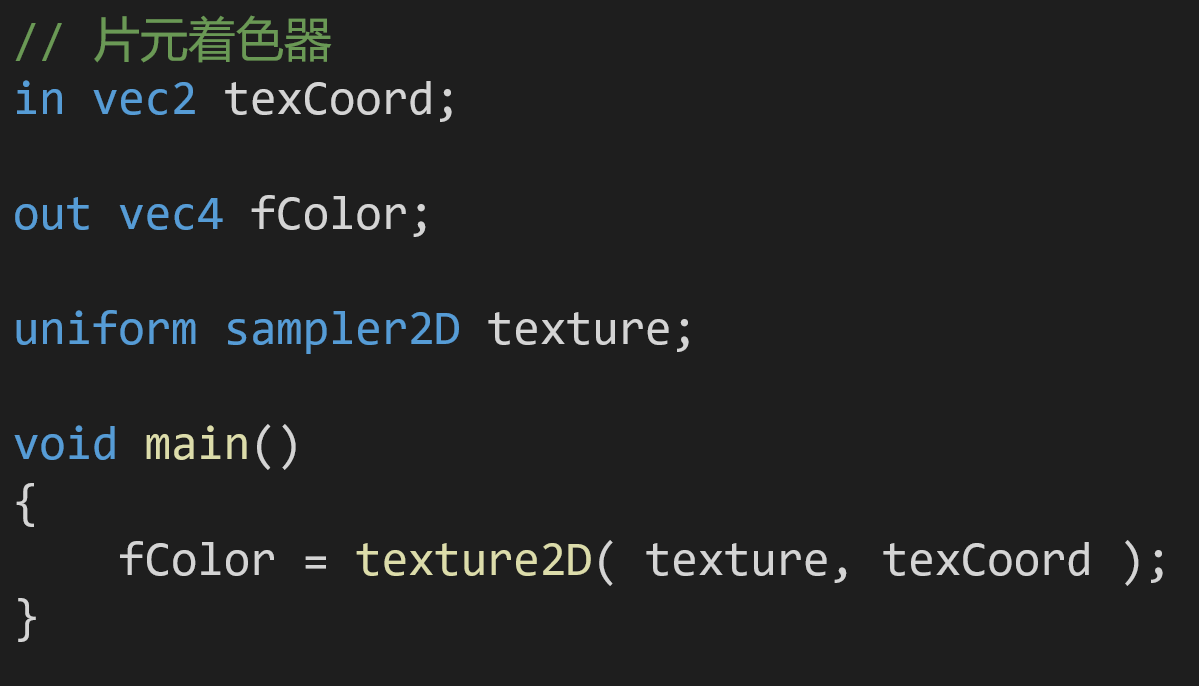 // 片元着色器
in vec2 texCoord;
out vec4 fColor;
uniform sampler2D texture;
void main()
{
    fColor = texture2D( texture, texCoord );
}